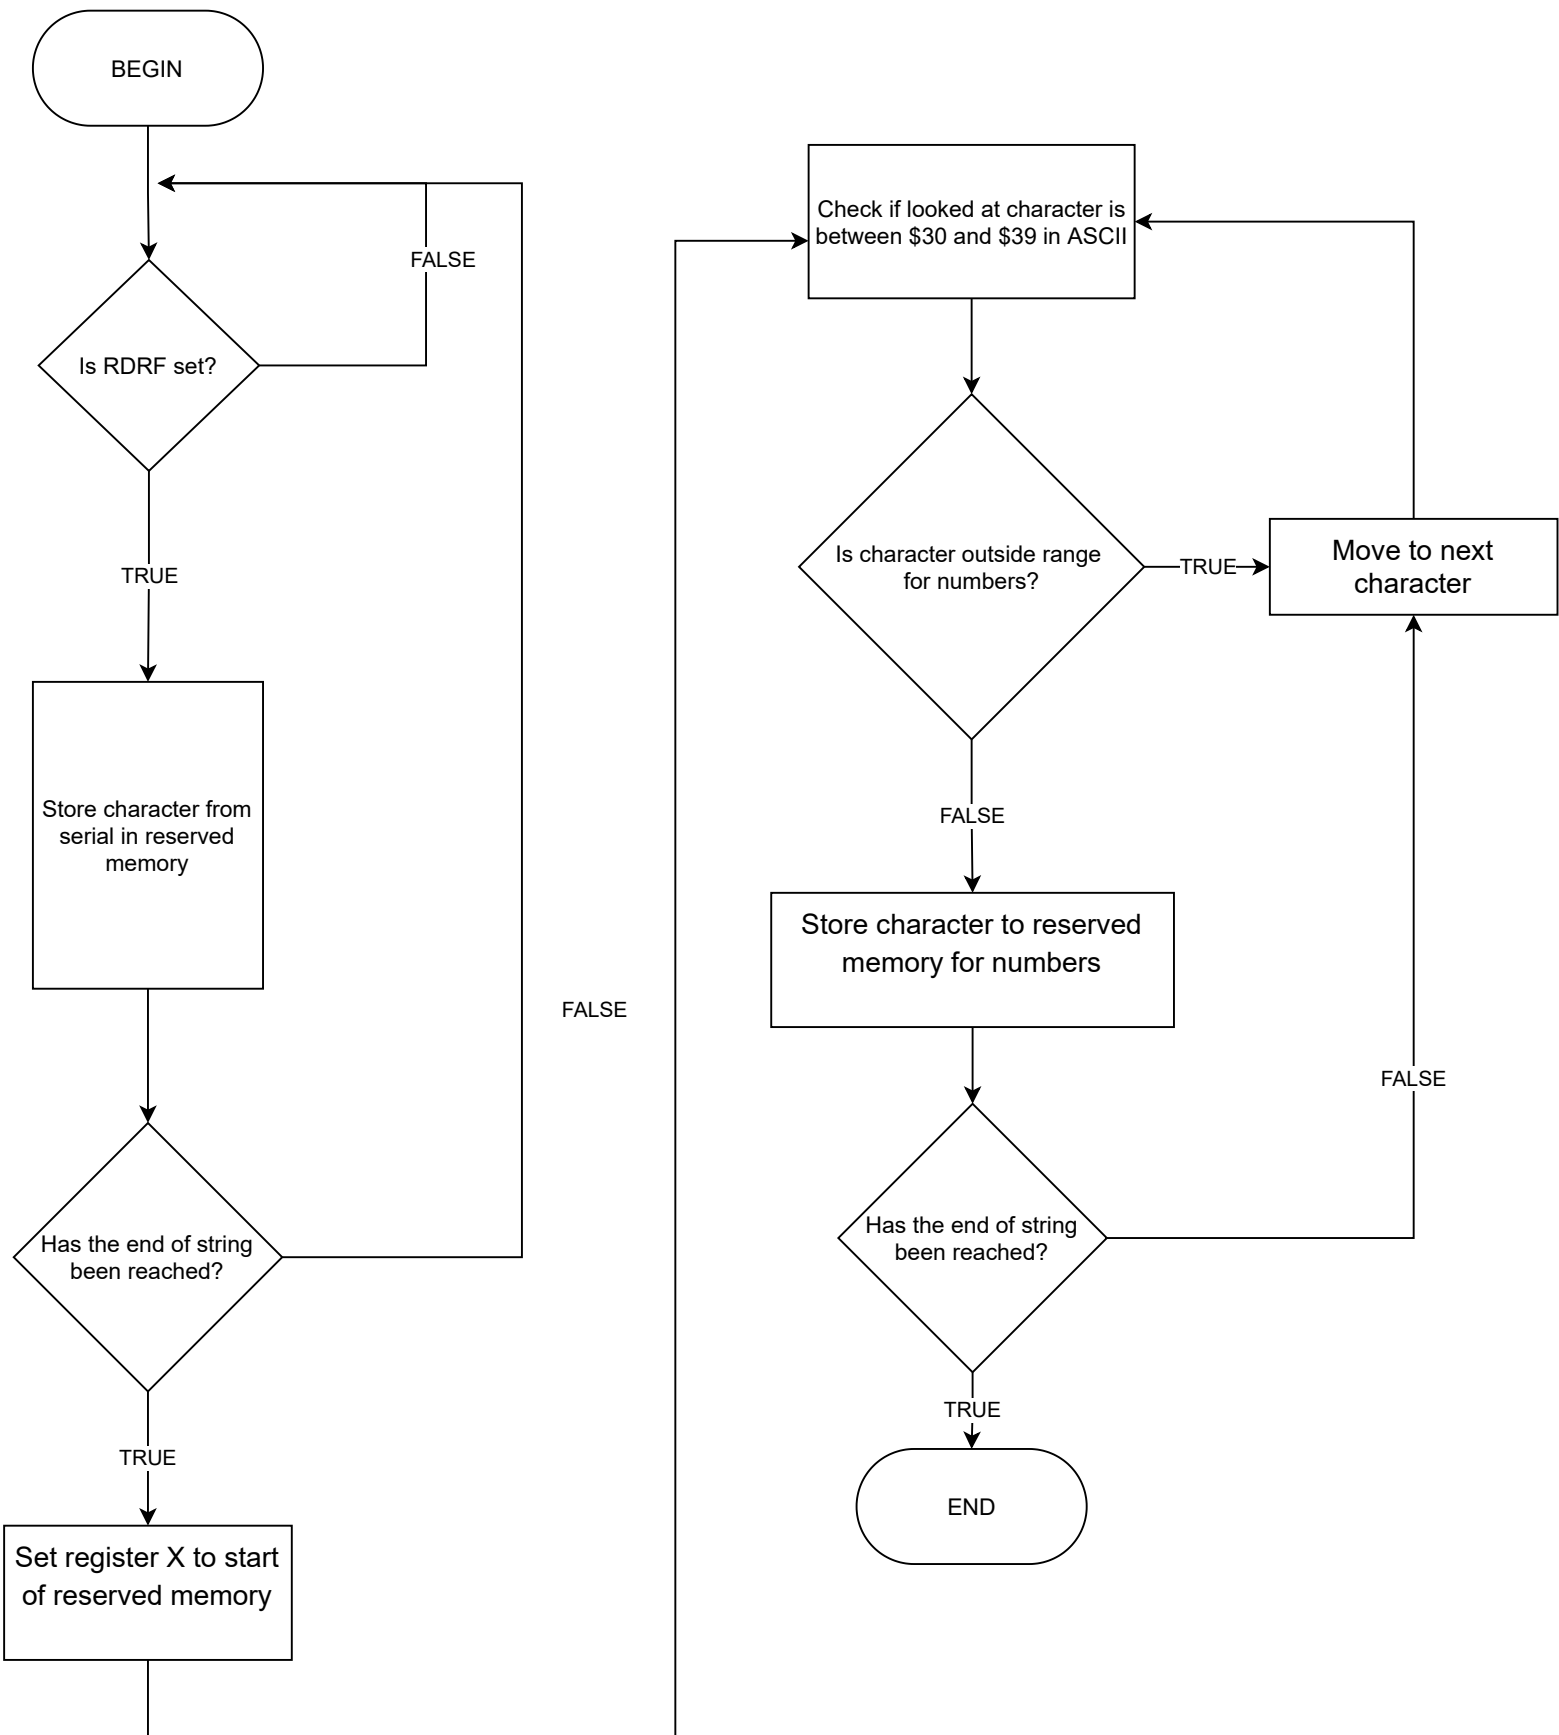 BEGIN
FALSE
Is RDRF set?
TRUE
Store character from
serial in reserved
memory
FALSE
Has the end of string
been reached?
TRUE
Set register X to start
of reserved memory
Check if looked at character is
between $30 and $39 in ASCII
Is character outside range
for numbers?
TRUE
Move to next
character
FALSE
Store character to reserved
memory for numbers
FALSE
Has the end of string
been reached?
TRUE
END